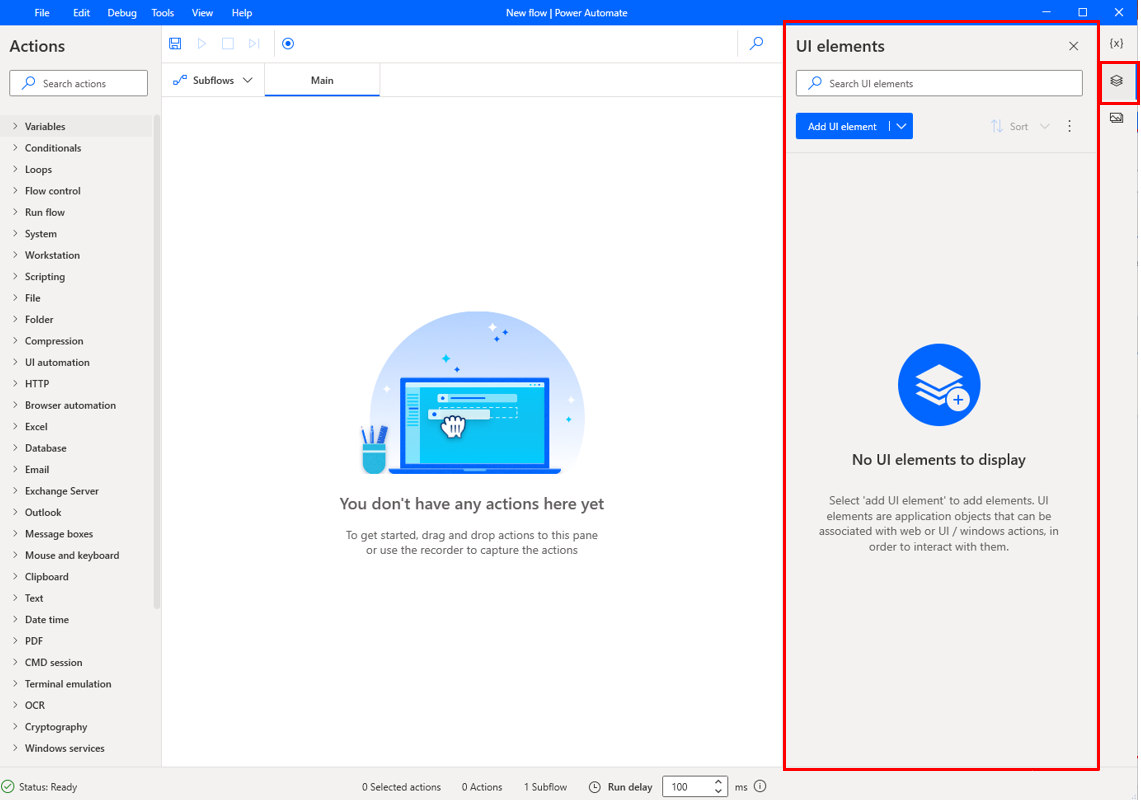 File Edit Debug Tools View Help
New flow | Power Automate
Actions
Search actions
Variables
Conditionals
Loops
Flow control
Run flow
System
Workstation
Scripting
File
Folder
Compression
UI automation
HTTP
Browser automation
Excel
Database
Email
Exchange Server
Outlook
Message boxes
Mouse and keyboard
Clipboard
Text
Date time
PDF
CMD session
Terminal emulation
OCR
Cryptography
Windows services
Subflows
Main
You don't have any actions here yet
To get started, drag and drop actions to this pane
or use the recorder to capture the actions
UI elements
Search UI elements
Add UI element
Sort
No UI elements to display
Select 'add UI element' to add elements. UI
elements are application objects that can be
associated with web or UI / windows actions, in
order to interact with them.
{x}
Status: Ready
0 Selected actions
0 Actions
1 Subflow
Run delay
100
ms